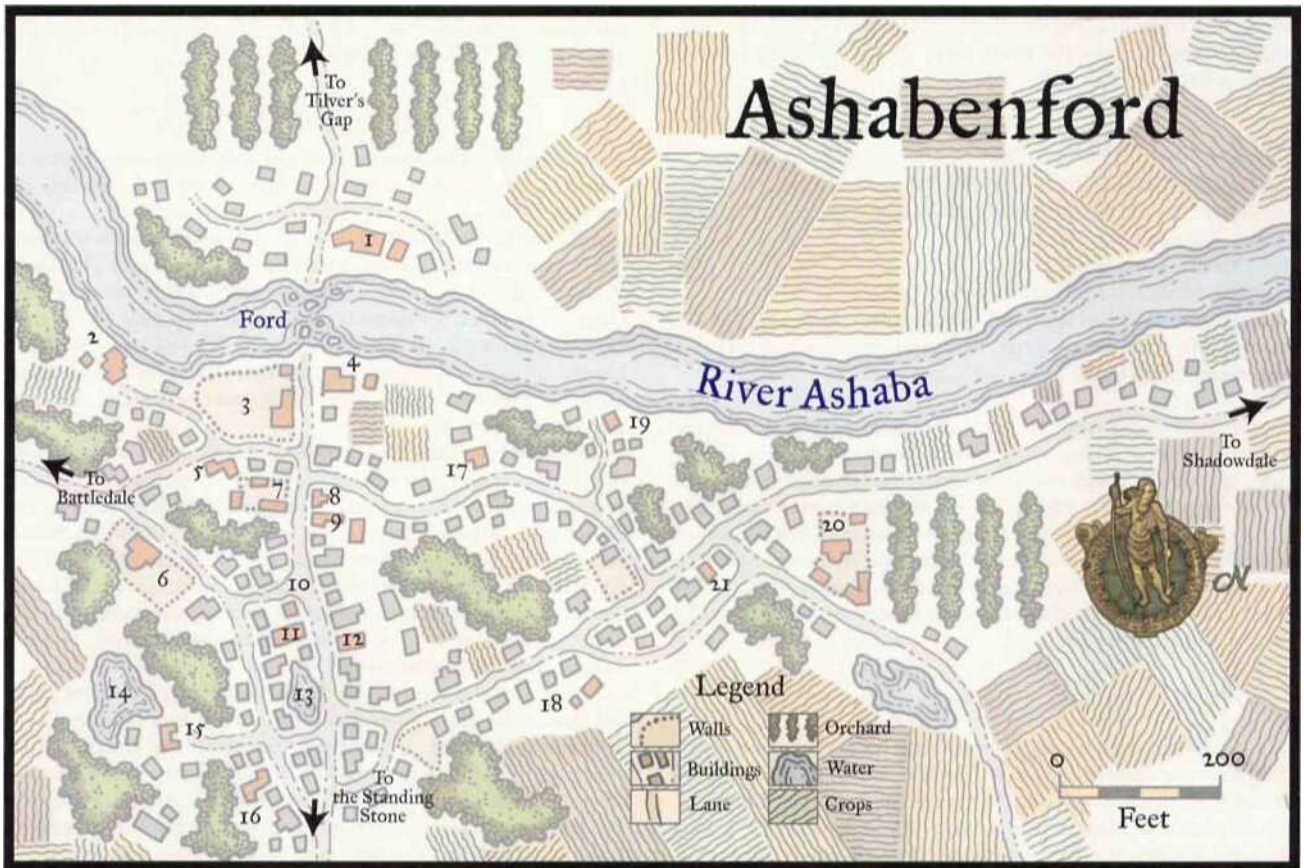 Ashabenford
To
Tilver's
Gap
1
Ford
2
3
4
River Ashaba
19
To
Shadowdale
To
Battledale
5
7
8
9
17
20
6
10
21
11
12
N
14
13
15
18
16
To
the Standing
Stone
Legend
Walls
Orchard
Buildings
Water
Lane
Crops
0
200
Feet